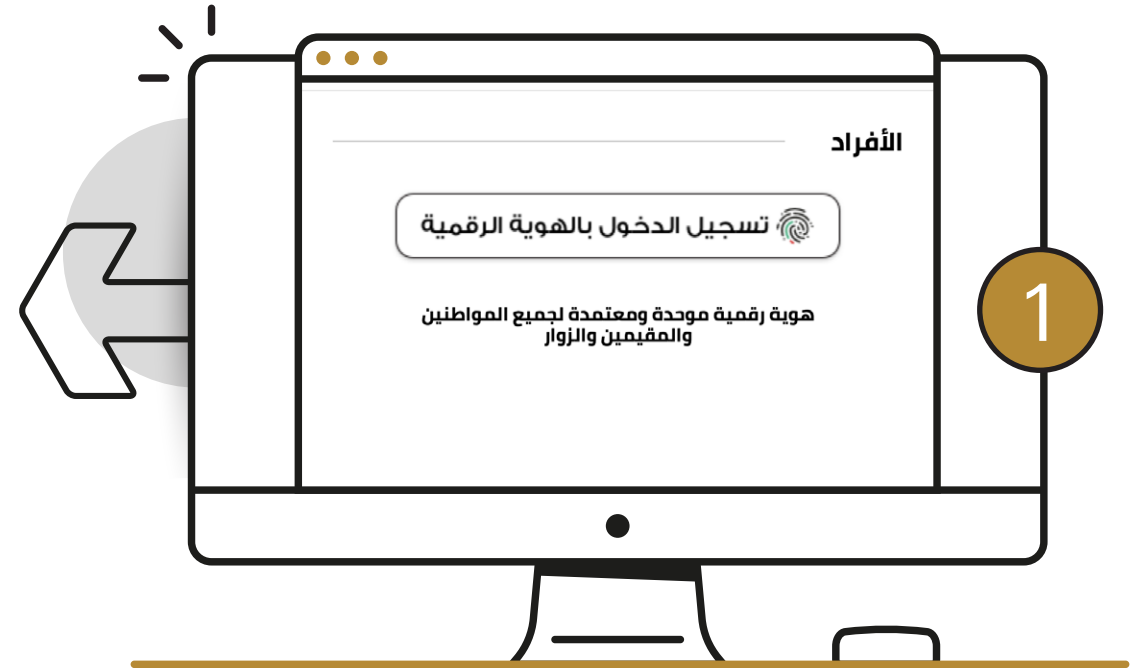 الأفراد
تسجيل الدخول بالهوية الرقمية
هوية رقمية موحدة ومعتمدة لجميع المواطنين
والمقيمين والزوار
1